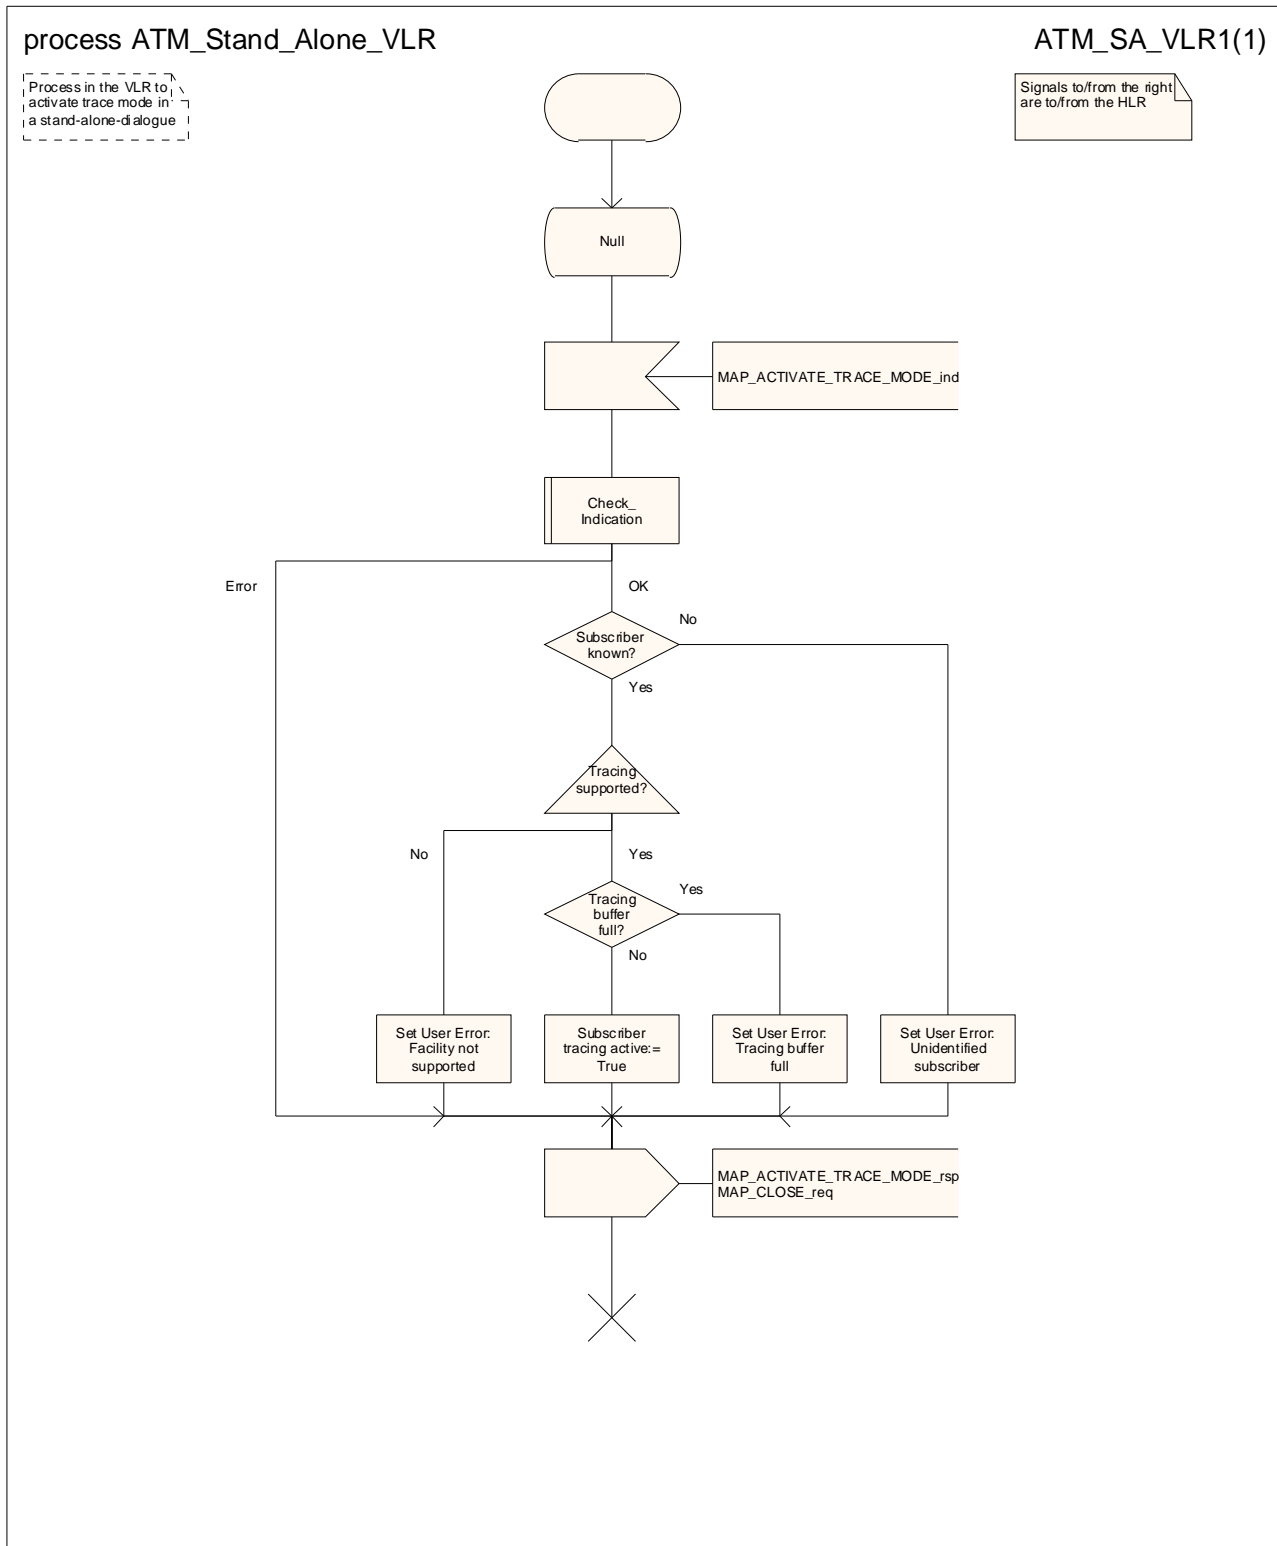 process ATM_Stand_Alone_VLR
ATM_SA_VLR1(1)
Process in the VLR to
activate trace mode in
a stand-alone-dialogue
Signals to/from the right
are to/from the HLR
Null
MAP_ACTIVATE_TRACE_MODE_ind
Check_
Indication
Error
OK
No
Subscriber
known?
Yes
Tracing
supported?
No
Yes
Yes
Tracing
buffer
full?
No
Set User Error:
Facility not
supported
Subscriber
tracing active:=
True
Set User Error:
Tracing buffer
full
Set User Error:
Unidentified
subscriber
MAP_ACTIVATE_TRACE_MODE_rsp
MAP_CLOSE_req